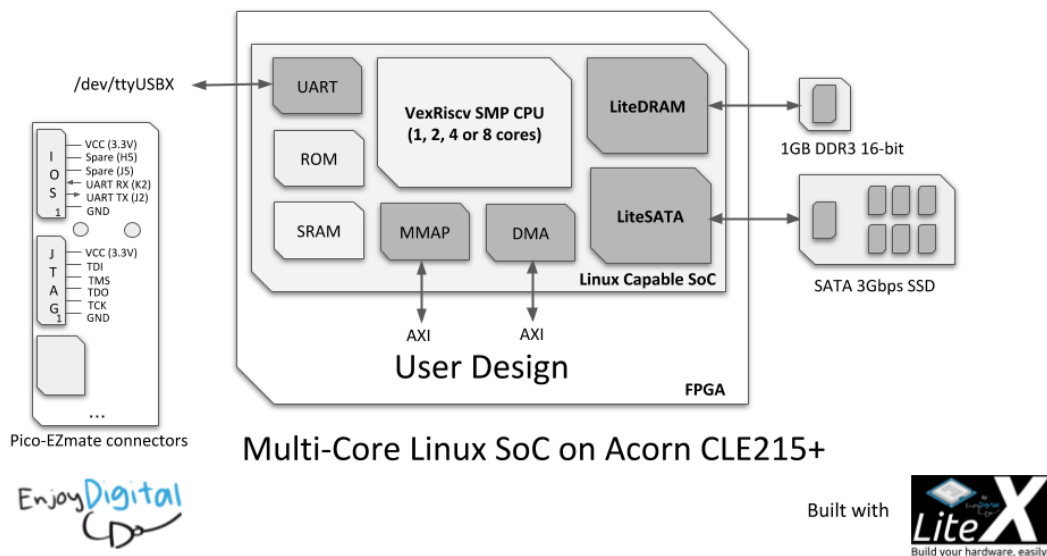 /dev/ttyUSBX
UART
VexRiscv SMP CPU
(1, 2, 4 or 8 cores)
LiteDRAM
1GB DDR3 16-bit
ROM
SRAM
MMAP
DMA
LiteSATA
SATA 3Gbps SSD
Linux Capable SoC
AXI
AXI
User Design
FPGA
I
O
S
1
VCC (3.3V)
Spare (H5)
Spare (J5)
UART RX (K2)
UART TX (J2)
GND
J
T
A
G
1
VCC (3.3V)
TDI
TMS
TDO
TCK
GND
...
Pico-EZmate connectors
Multi-Core Linux SoC on Acorn CLE215+
EnjoyDigital
Built with
LiteX
Build your hardware, easily